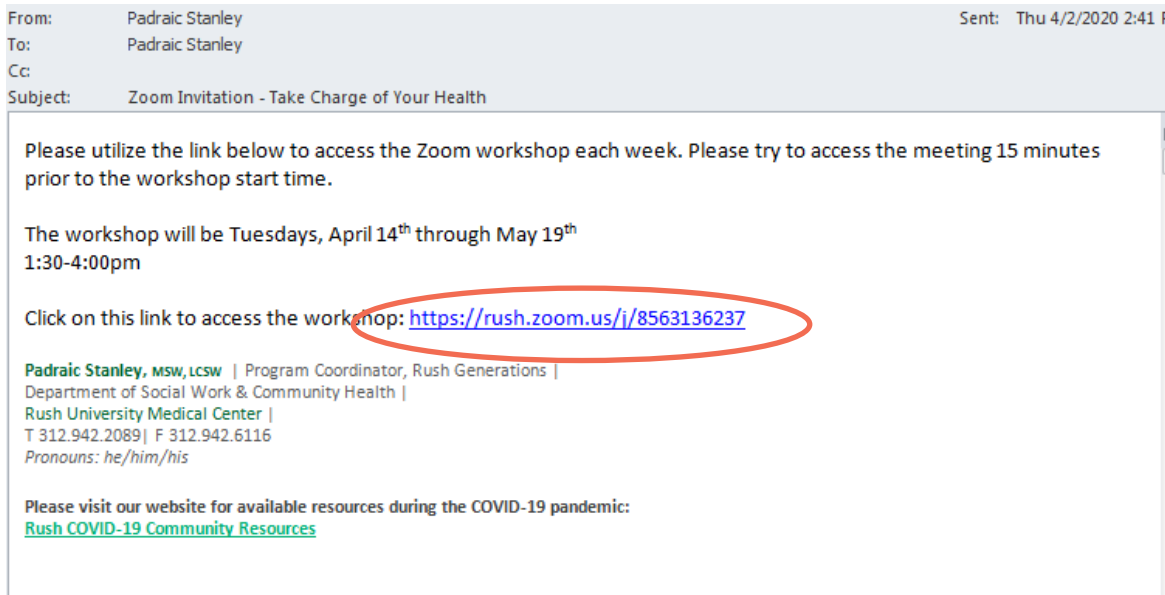 From: Padraic Stanley Sent: Thu 4/2/2020 2:41
To: Padraic Stanley
Cc:
Subject: Zoom Invitation - Take Charge of Your Health
Please utilize the link below to access the Zoom workshop each week. Please try to access the meeting 15 minutes
prior to the workshop start time.
The workshop will be Tuesdays, April 14th through May 19th
1:30-4:00pm
Click on this link to access the workshop: https://rush.zoom.us/j/8563136237
Padraic Stanley, MSW, LCSW | Program Coordinator, Rush Generations |
Department of Social Work & Community Health |
Rush University Medical Center |
T 312.942.2089| F 312.942.6116
Pronouns: he/him/his
Please visit our website for available resources during the COVID-19 pandemic:
Rush COVID-19 Community Resources